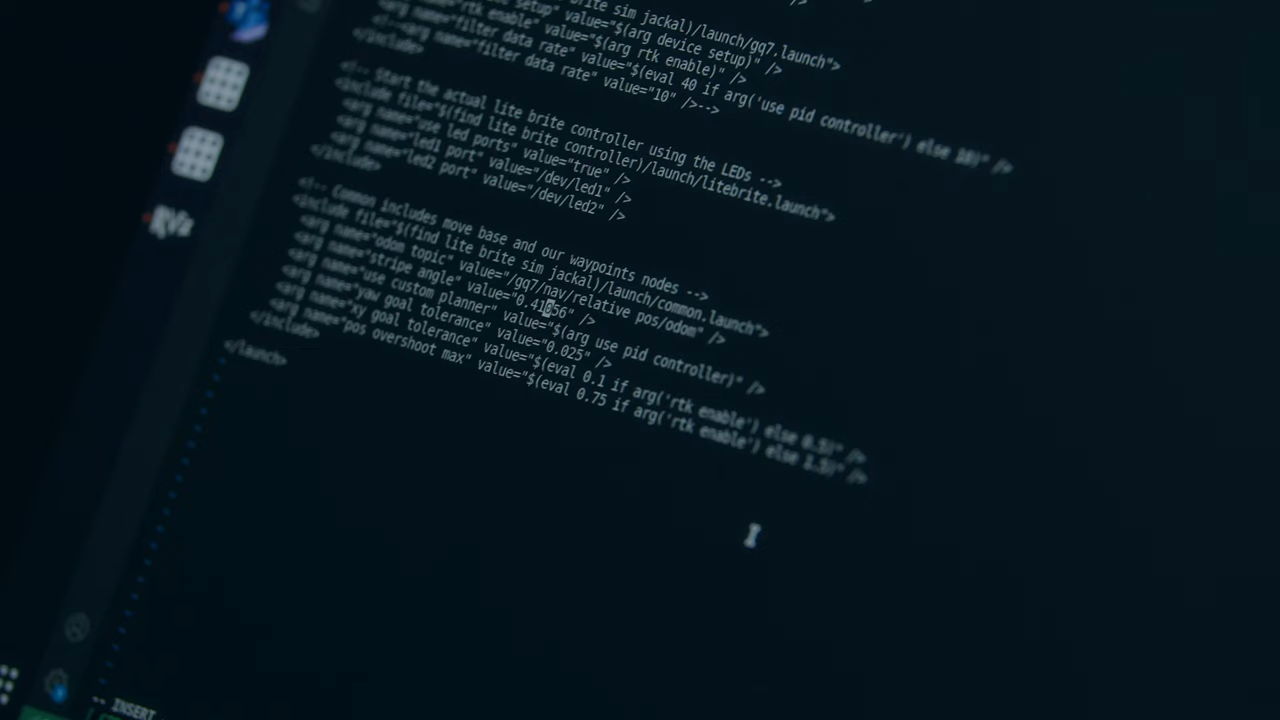 rite sim jackal)/launch/gq7.launch">
setup" value="$(arg device setup)" />
<arg name="rtk enable" value="$(arg rtk enable)" />
<arg name="filter data rate" value="$(eval 40 if arg('use pid controller') else 10)" />
<!-- <arg name="filter data rate" value="10" />-->
</include>
<!-- Start the actual lite brite controller using the LEDs -->
<include file="$(find lite brite controller)/launch/litebrite.launch">
<arg name="use led ports" value="true" />
<arg name="led1 port" value="/dev/led1" />
<arg name="led2 port" value="/dev/led2" />
</include>
<!-- Common includes move base and our waypoints nodes -->
<include file="$(find lite brite sim jackal)/launch/common.launch">
<arg name="odom topic" value="/gq7/nav/relative pos/odom" />
<arg name="stripe angle" value="0.41056" />
<arg name="use custom planner" value="$(arg use pid controller)" />
<arg name="yaw goal tolerance" value="0.025" />
<arg name="xy goal tolerance" value="$(eval 0.1 if arg('rtk enable') else 0.5)" />
<arg name="pos overshoot max" value="$(eval 0.75 if arg('rtk enable') else 1.5)" />
</include>
</launch>
-- INSERT